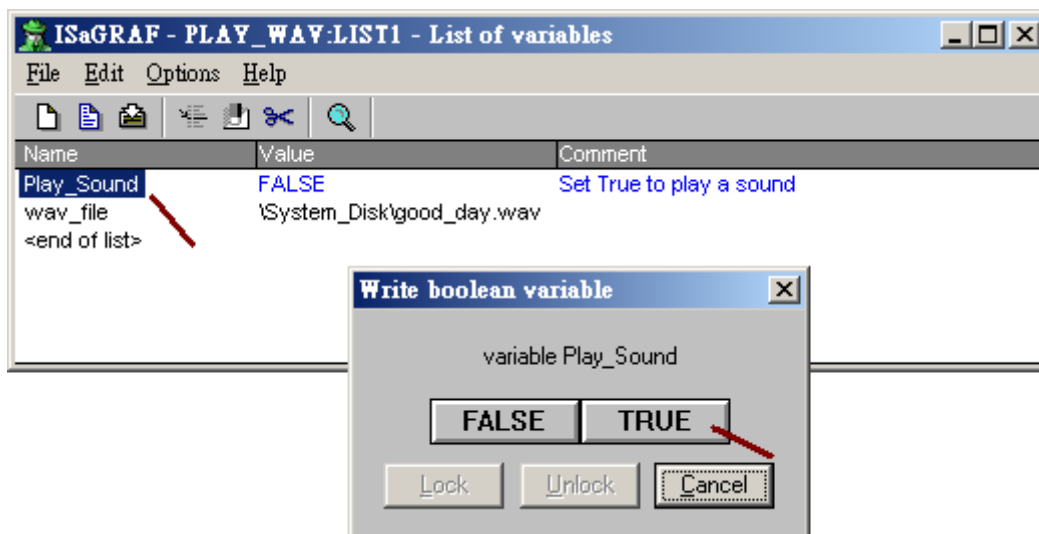 ISaGRAF - PLAY_WAV:LIST1 - List of variables
File Edit Options Help
Name Value Comment
Play_Sound FALSE Set True to play a sound
wav_file \System_Disk\good_day.wav
<end of list>
Write boolean variable
variable Play_Sound
FALSE TRUE
Lock Unlock Cancel